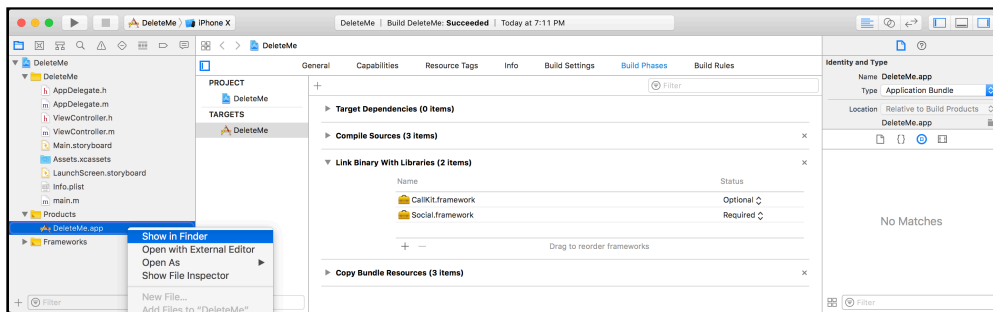 DeleteMe
iPhone X
DeleteMe | Build DeleteMe: Succeeded | Today at 7:11 PM
DeleteMe
DeleteMe
General Capabilities Resource Tags Info Build Settings Build Phases Build Rules
Identity and Type
DeleteMe
AppDelegate.h
AppDelegate.m
ViewController.h
ViewController.m
Main.storyboard
Assets.xcassets
LaunchScreen.storyboard
Info.plist
main.m
Products
DeleteMe.app
Frameworks
Filter
PROJECT
DeleteMe
TARGETS
DeleteMe
Filter
Target Dependencies (0 items)
Compile Sources (3 items)
Link Binary With Libraries (2 items)
Name Status
CallKit.framework Optional
Social.framework Required
Drag to reorder frameworks
Copy Bundle Resources (3 items)
Show in Finder
Open with External Editor
Open As
Show File Inspector
New File...
Add Files to "DeleteMe"
Name DeleteMe.app
Type Application Bundle
Location Relative to Build Products
DeleteMe.app
No Matches
Filter